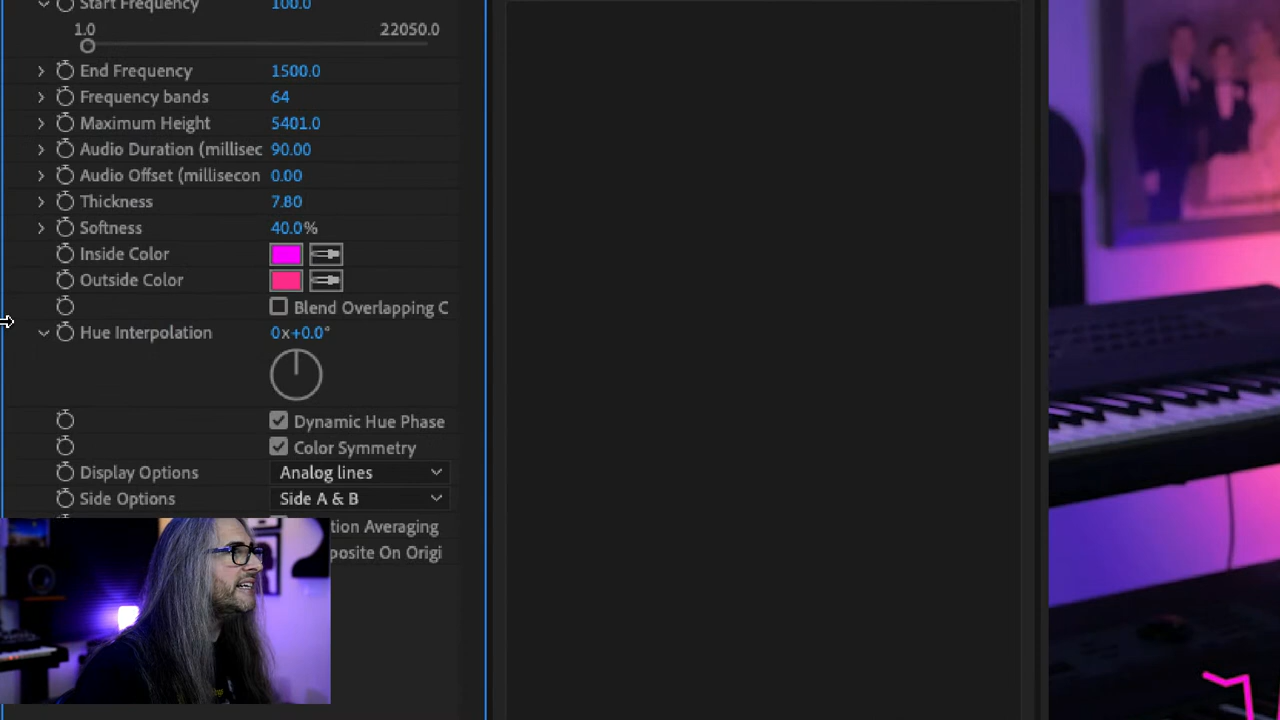 Start Frequency 100.0
1.0 22050.0
End Frequency 1500.0
Frequency bands 64
Maximum Height 5401.0
Audio Duration (millisec 90.00
Audio Offset (millisecon 0.00
Thickness 7.80
Softness 40.0%
Inside Color
Outside Color
Blend Overlapping C
Hue Interpolation 0x+0.0°
Dynamic Hue Phase
Color Symmetry
Display Options Analog lines
Side Options Side A & B
tion Averaging
posite On Origi